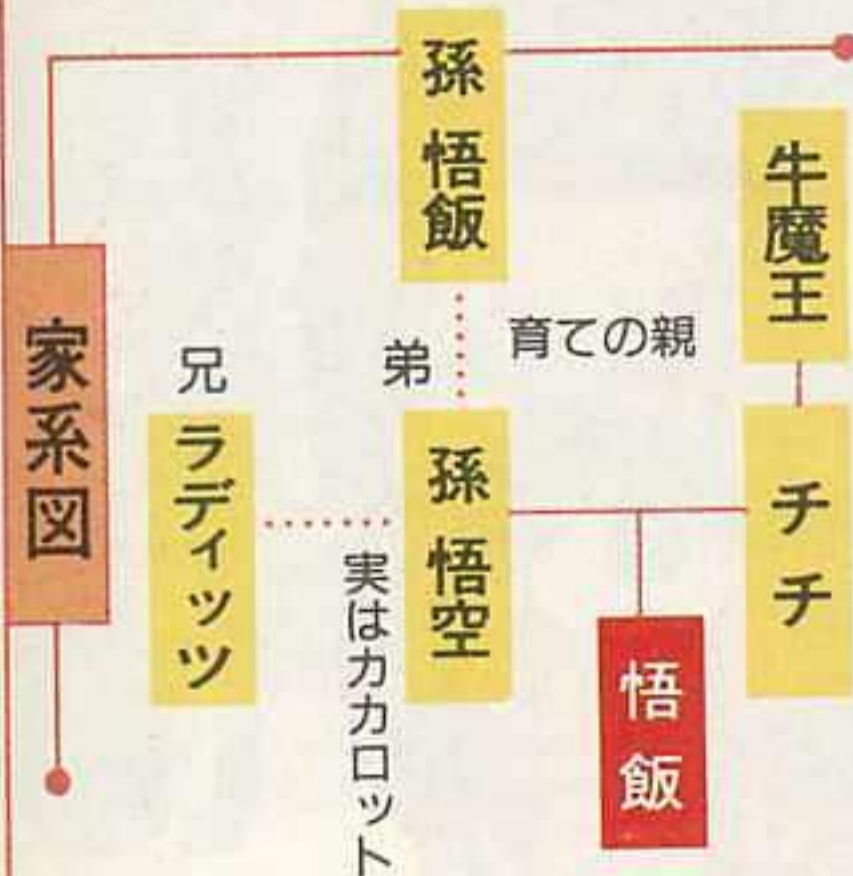 家系図
孫 悟飯
牛魔王
育ての親
兄
弟
ラディッツ
孫 悟空
実はカカロット
チチ
悟飯